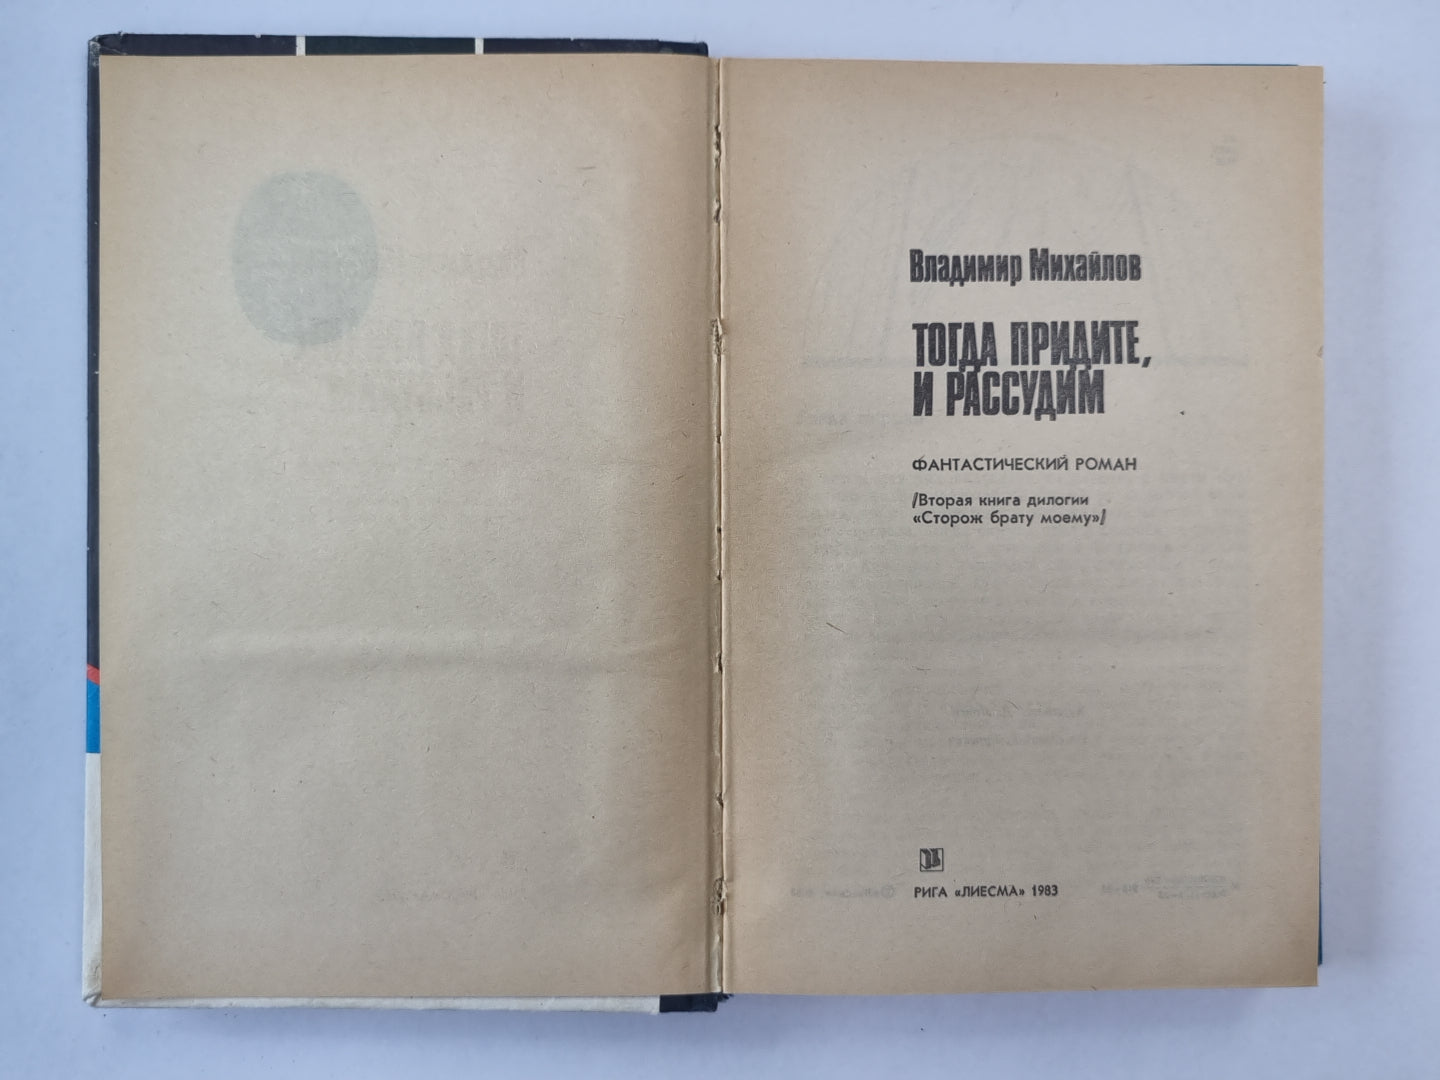 Владимир Михайлов
ТОГДА ПРИДИТЕ,
И РАССУДИМ
ФАНТАСТИЧЕСКИЙ РОМАН
/Вторая книга дилогии
«Сторож брату моему»/
РИГА «ЛИЕСМА» 1983